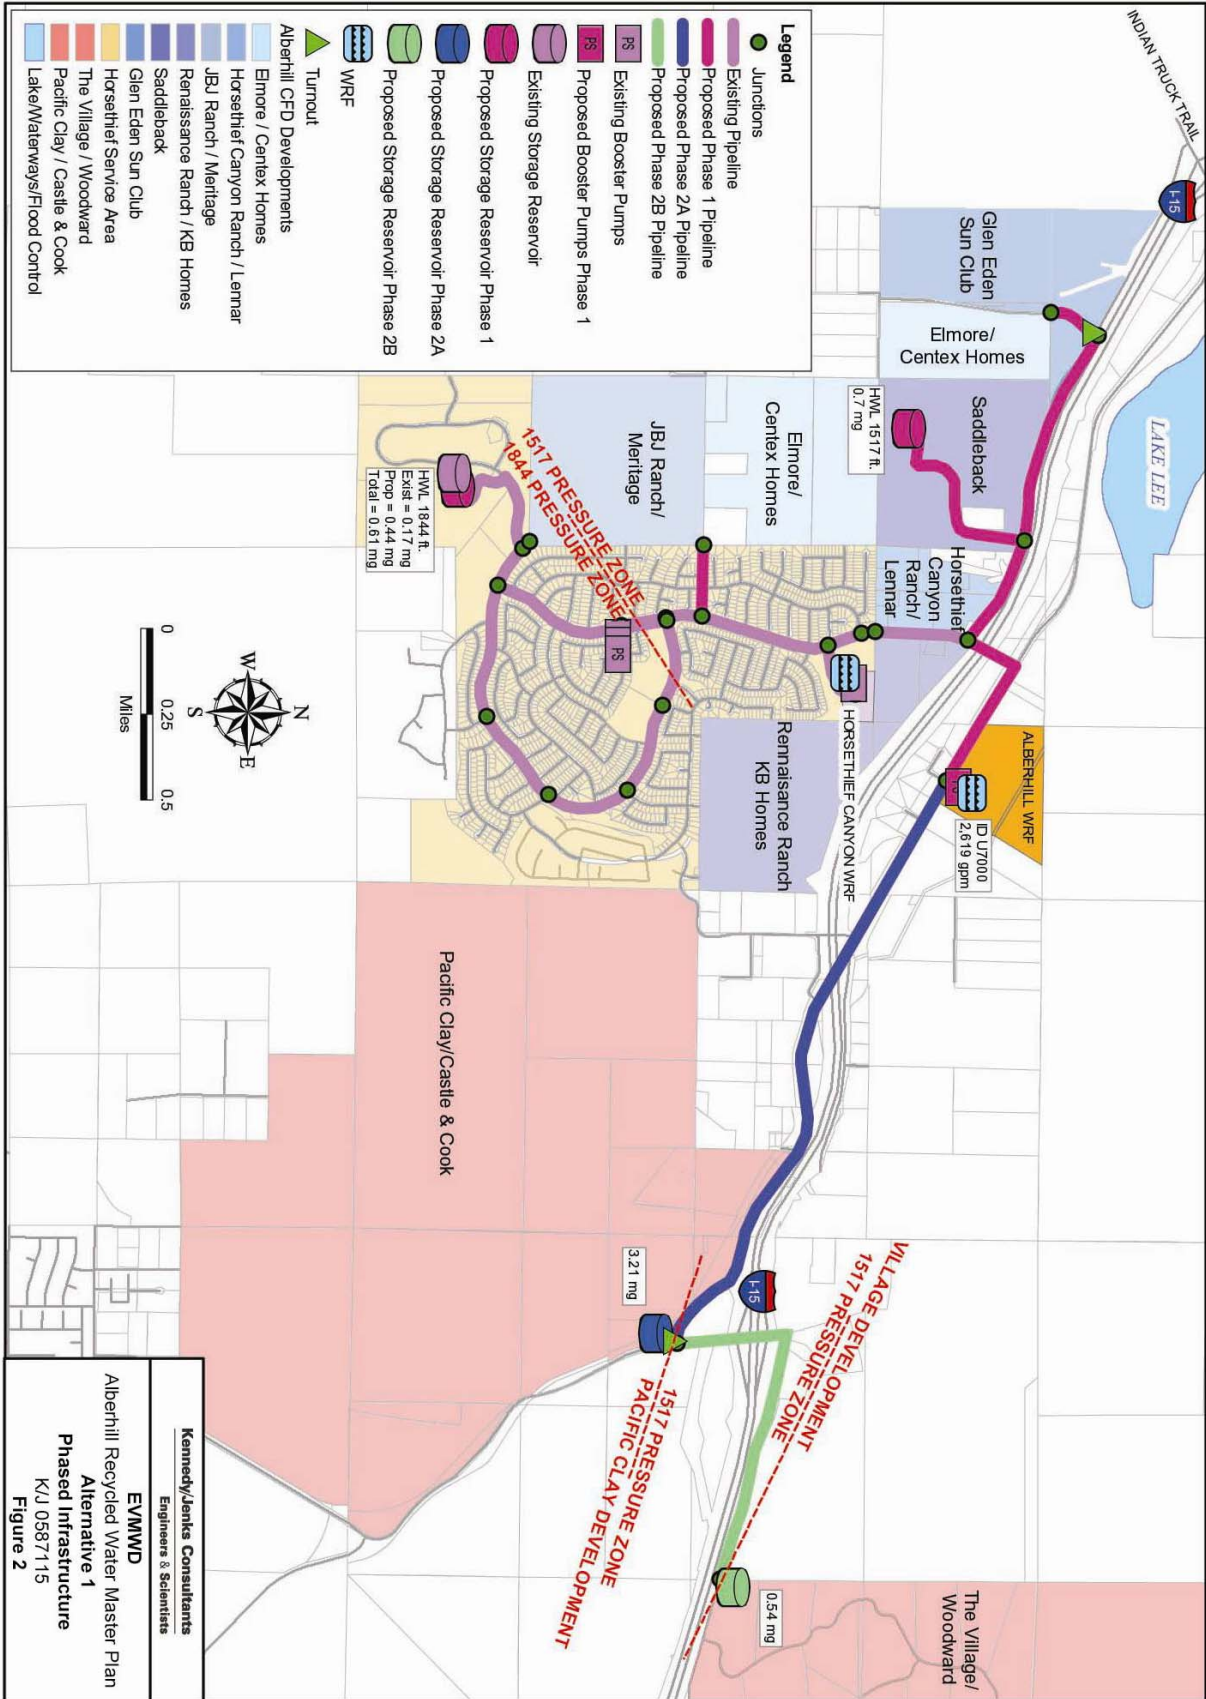 Legend
Junctions
Existing Pipeline
Proposed Phase 1 Pipeline
Proposed Phase 2A Pipeline
Proposed Phase 2B Pipeline
PS
Existing Booster Pumps
PS
Proposed Booster Pumps Phase 1
Existing Storage Reservoir
Proposed Storage Reservoir Phase 1
Proposed Storage Reservoir Phase 2A
Proposed Storage Reservoir Phase 2B
WRF
Turnout
Alberhill CFD Developments
Elmore / Centex Homes
Horsethief Canyon Ranch / Lennar
JBJ Ranch / Meritage
Renaissance Ranch / KB Homes
Saddleback
Glen Eden Sun Club
Horsethief Service Area
The Village / Woodward
Pacific Clay / Castle & Cook
Lake/Waterways/Flood Control
INDIAN TRUCK TRAIL
I-15
Glen Eden
Sun Club
Elmore/
Centex Homes
LAKE LEE
Saddleback
HWL 1517 ft.
0.7 mg
Elmore/
Centex Homes
JBJ Ranch/
Meritage
Horsethief
Canyon
Ranch/
Lennar
1517 PRESSURE ZONE
1844 PRESSURE ZONE
HWL 1844 ft.
Exist = 0.17 mg
Prop = 0.44 mg
Total = 0.61 mg
PS
HORSETHIEF CANYON WRF
ALBERHILL WRF
ID U7000
2,619 gpm
Rennaisance Ranch
KB Homes
0
0.25
0.5
Miles
N
W
E
S
Pacific Clay/Castle & Cook
3.21 mg
I-15
VILLAGE DEVELOPMENT
1517 PRESSURE ZONE
1517 PRESSURE ZONE
PACIFIC CLAY DEVELOPMENT
0.54 mg
The Village/
Woodward
Kennedy/Jenks Consultants
Engineers & Scientists
EVMWD
Alberhill Recycled Water Master Plan
Alternative 1
Phased Infrastructure
K/J 0587115
Figure 2